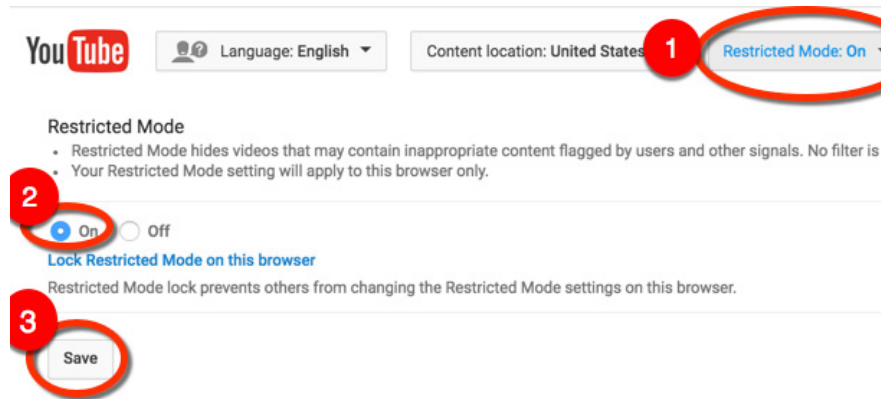 YouTube Language: English Content location: United States 1 Restricted Mode: On
Restricted Mode
• Restricted Mode hides videos that may contain inappropriate content flagged by users and other signals. No filter is
• Your Restricted Mode setting will apply to this browser only.
2
On Off
Lock Restricted Mode on this browser
Restricted Mode lock prevents others from changing the Restricted Mode settings on this browser.
3
Save